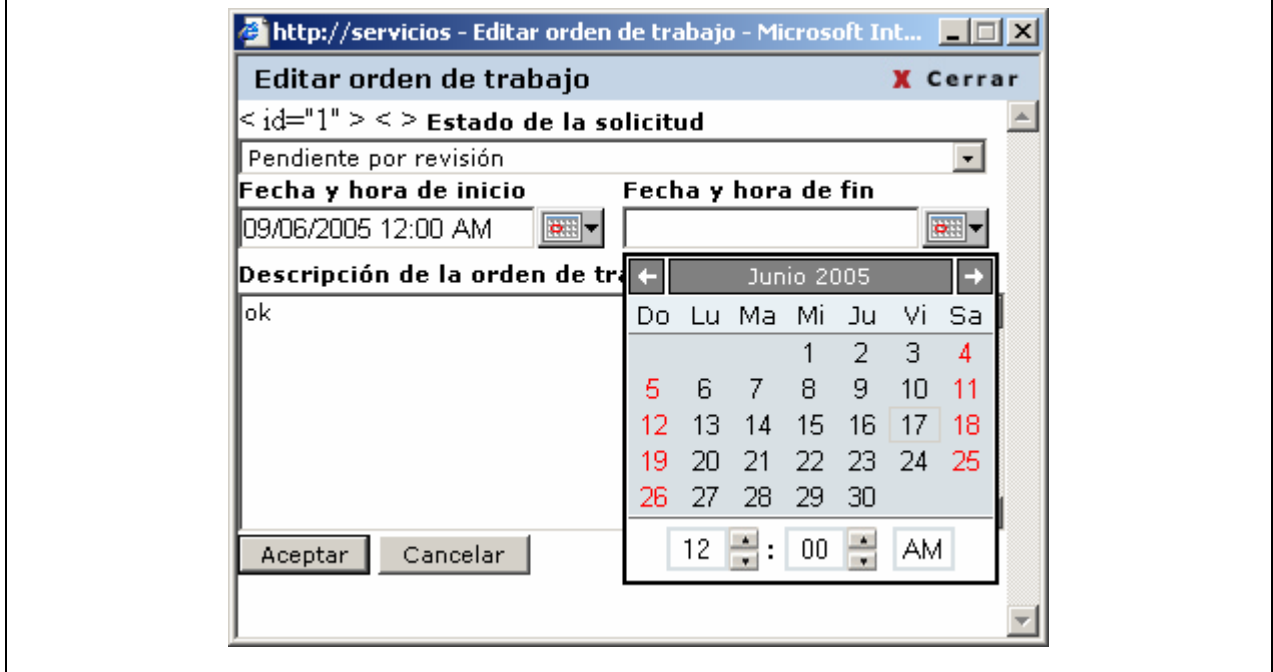 http://servicios - Editar orden de trabajo - Microsoft Int...
Editar orden de trabajo X Cerrar
< id="1" > < > Estado de la solicitud
Pendiente por revisión
Fecha y hora de inicio Fecha y hora de fin
09/06/2005 12:00 AM
Descripción de la orden de tra
Junio 2005
ok
Do Lu Ma Mi Ju Vi Sa
1 2 3 4
5 6 7 8 9 10 11
12 13 14 15 16 17 18
19 20 21 22 23 24 25
26 27 28 29 30
12 : 00 AM
Aceptar Cancelar